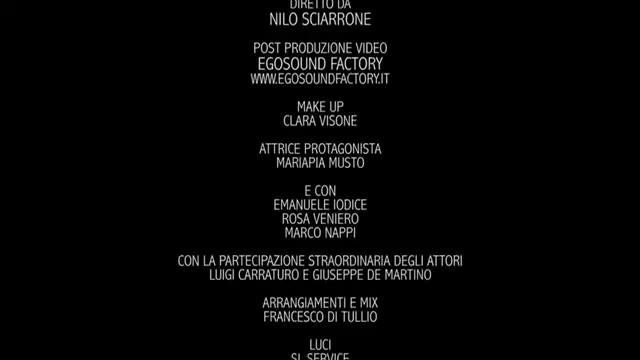 DIRETTO DA
NILO SCIARRONE
POST PRODUZIONE VIDEO
EGOSOUND FACTORY
WWW.EGOSOUNDFACTORY.IT
MAKE UP
CLARA VISONE
ATTRICE PROTAGONISTA
MARIAPIA MUSTO
E CON
EMANUELE IODICE
ROSA VENIERO
MARCO NAPPI
CON LA PARTECIPAZIONE STRAORDINARIA DEGLI ATTORI
LUIGI CARRATURO E GIUSEPPE DE MARTINO
ARRANGIAMENTI E MIX
FRANCESCO DI TULLIO
LUCI
SL SERVICE